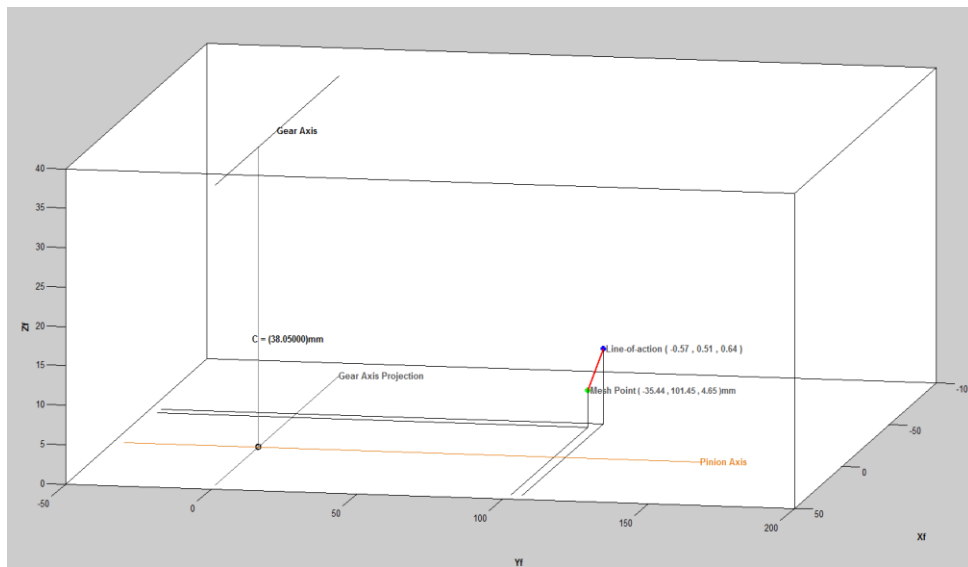 Gear Axis
40
35
30
25
20
15
10
5
0
Zf
C = (38.05000)mm
Line-of-action ( -0.57 , 0.51 , 0.64 )
Gear Axis Projection
Mesh Point ( -35.44 , 101.45 , 4.65 )mm
Pinion Axis
-50
0
50
100
150
200
Yf
50
0
-50
-10
Xf